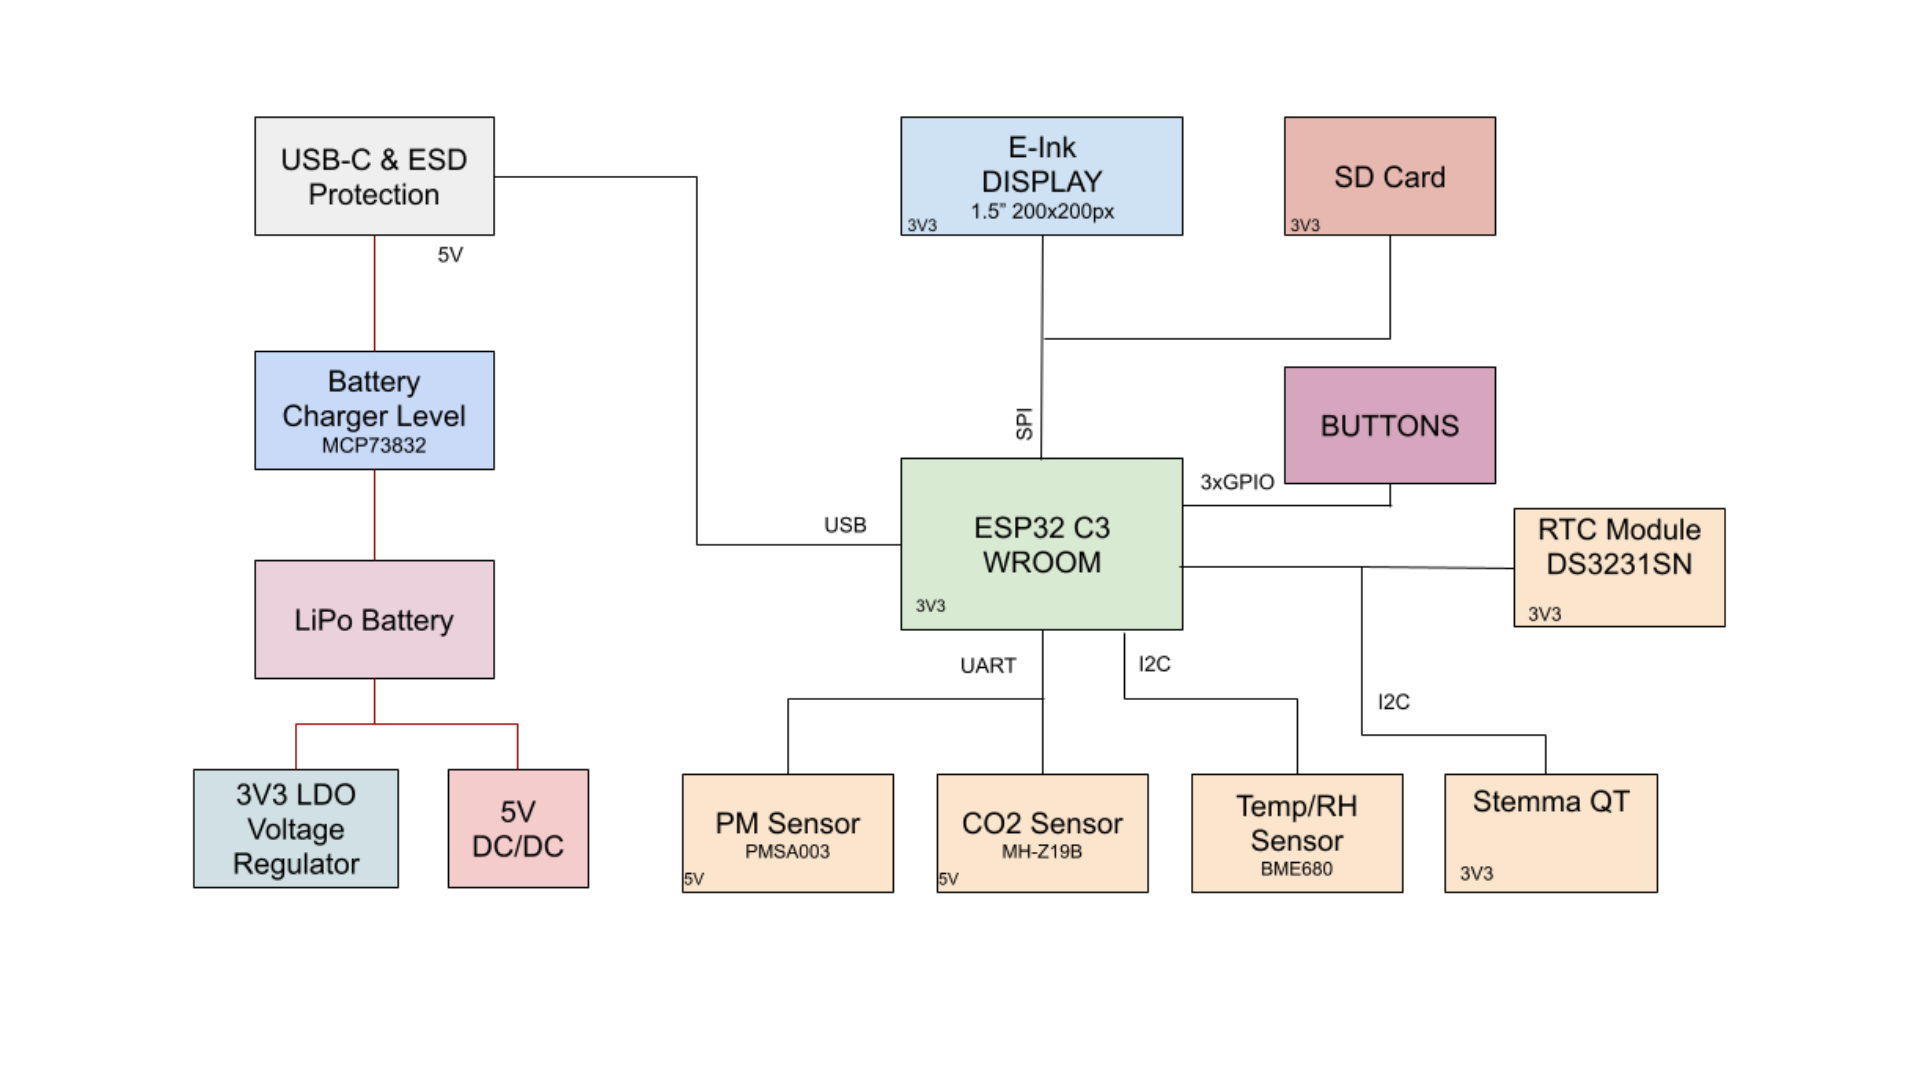 USB-C & ESD
Protection
5V
Battery
Charger Level
MCP73832
LiPo Battery
3V3 LDO
Voltage
Regulator
5V
DC/DC
E-Ink
DISPLAY
1.5” 200x200px
3V3
SD Card
3V3
SPI
BUTTONS
3xGPIO
USB
ESP32 C3
WROOM
3V3
RTC Module
DS3231SN
3V3
UART
I2C
I2C
PM Sensor
PMSA003
5V
CO2 Sensor
MH-Z19B
5V
Temp/RH
Sensor
BME680
Stemma QT
3V3